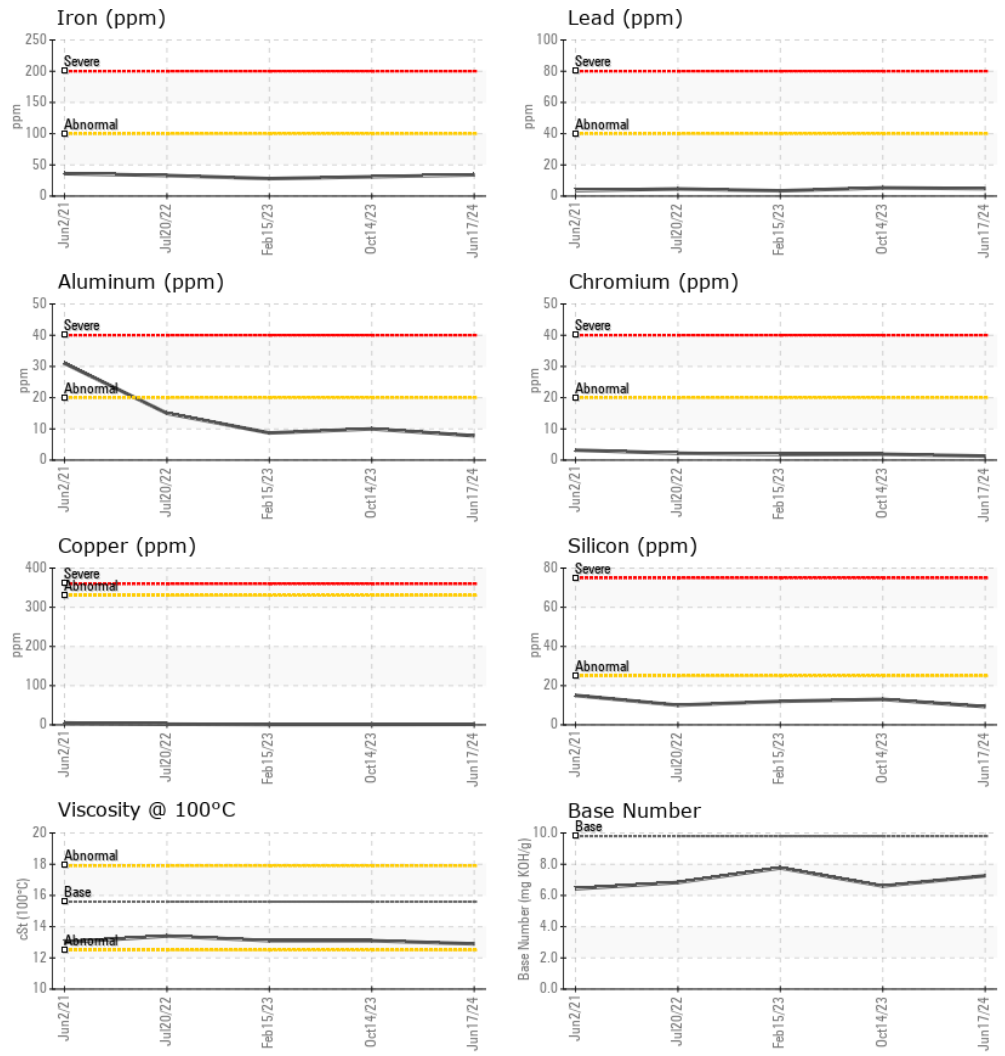 Iron (ppm)
250
200
150
100
50
0
ppm
Severe
Abnormal
Jun2/21
Jul20/22
Feb15/23
Oct14/23
Jun17/24
Lead (ppm)
100
80
60
40
20
0
ppm
Severe
Abnormal
Jun2/21
Jul20/22
Feb15/23
Oct14/23
Jun17/24
Aluminum (ppm)
50
40
30
20
10
0
ppm
Severe
Abnormal
Jun2/21
Jul20/22
Feb15/23
Oct14/23
Jun17/24
Chromium (ppm)
50
40
30
20
10
0
ppm
Severe
Abnormal
Jun2/21
Jul20/22
Feb15/23
Oct14/23
Jun17/24
Copper (ppm)
400
300
200
100
0
ppm
Severe
Abnormal
Jun2/21
Jul20/22
Feb15/23
Oct14/23
Jun17/24
Silicon (ppm)
80
60
40
20
0
ppm
Severe
Abnormal
Jun2/21
Jul20/22
Feb15/23
Oct14/23
Jun17/24
Viscosity @ 100°C
20
18
16
14
12
10
cSt (100°C)
Abnormal
Base
Abnormal
Jun2/21
Jul20/22
Feb15/23
Oct14/23
Jun17/24
Base Number
10.0
8.0
6.0
4.0
2.0
0.0
Base Number (mg KOH/g)
Base
Jun2/21
Jul20/22
Feb15/23
Oct14/23
Jun17/24